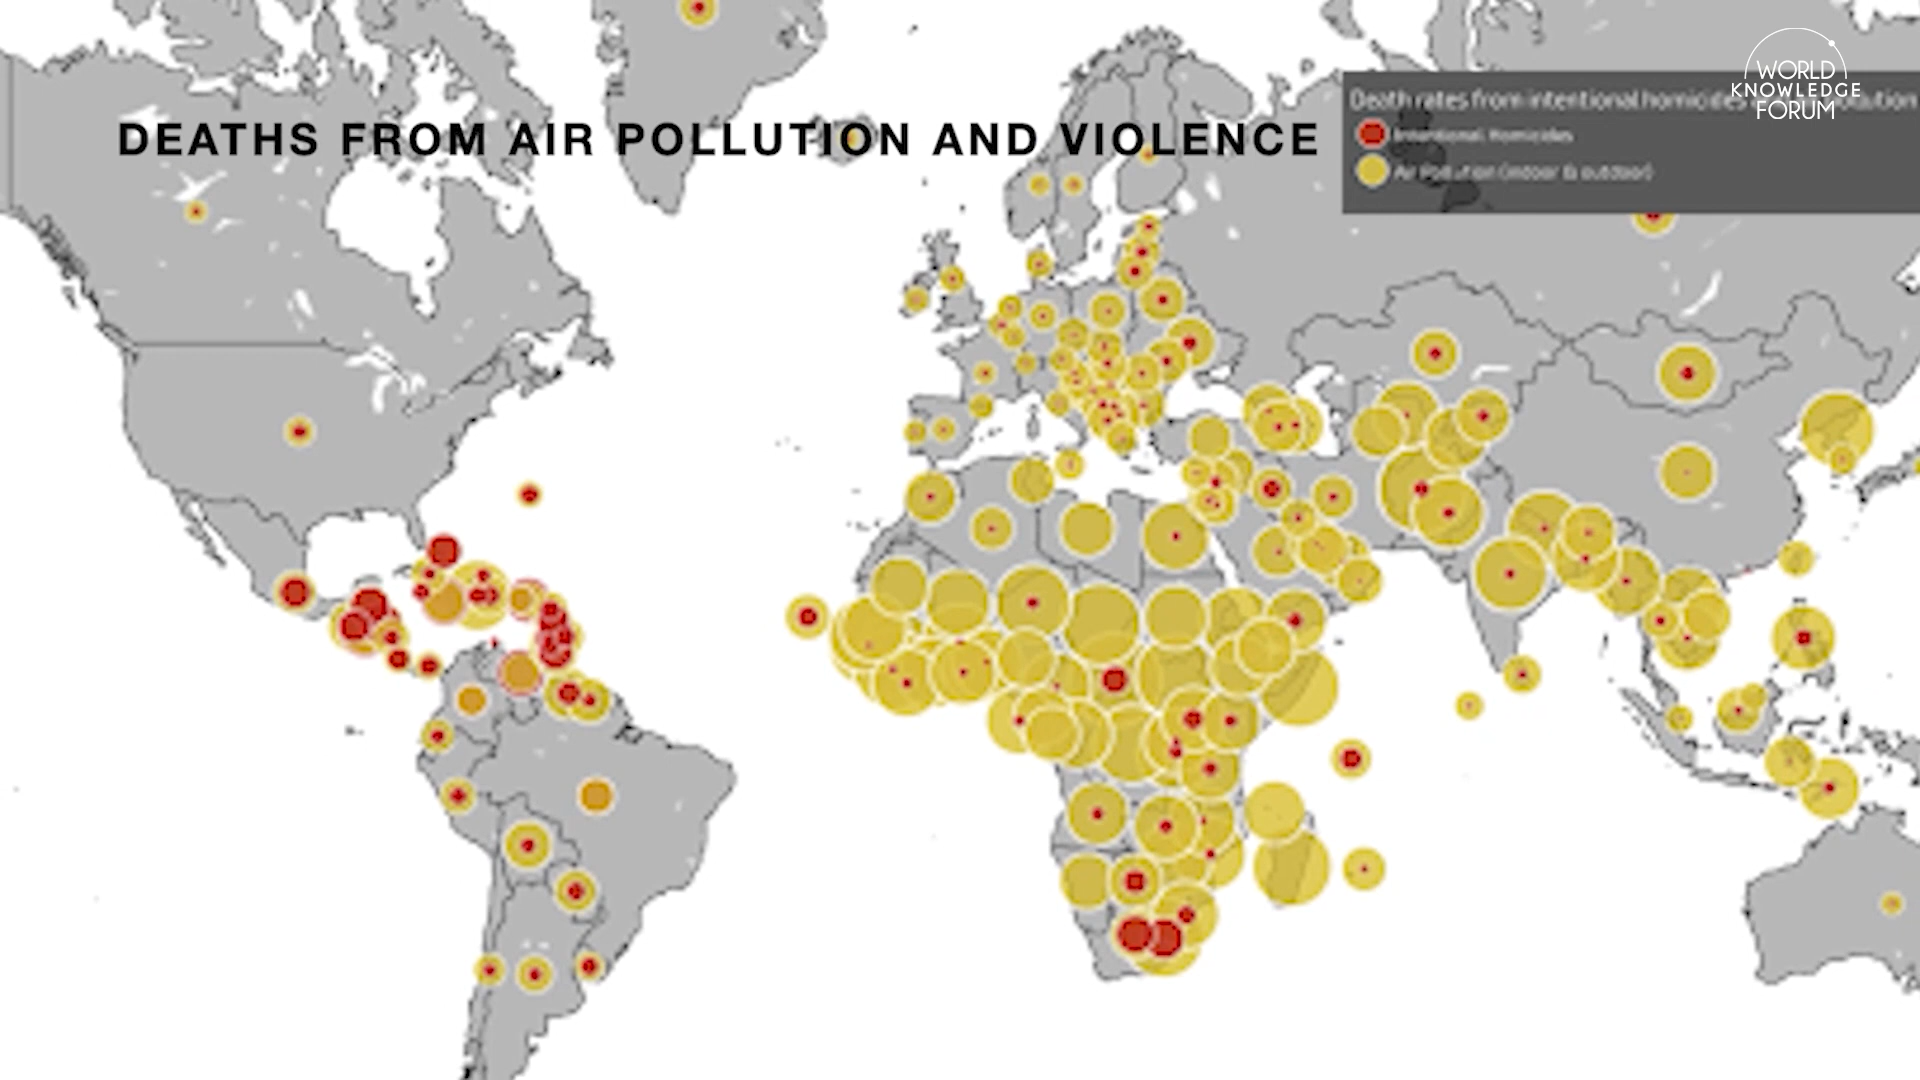 WORLD
KNOWLEDGE
FORUM
DEATHS FROM AIR POLLUTION AND VIOLENCE
Death rates from intentional homicides pollution
Intentional Homicides
Air Pollution (indoor & outdoor)